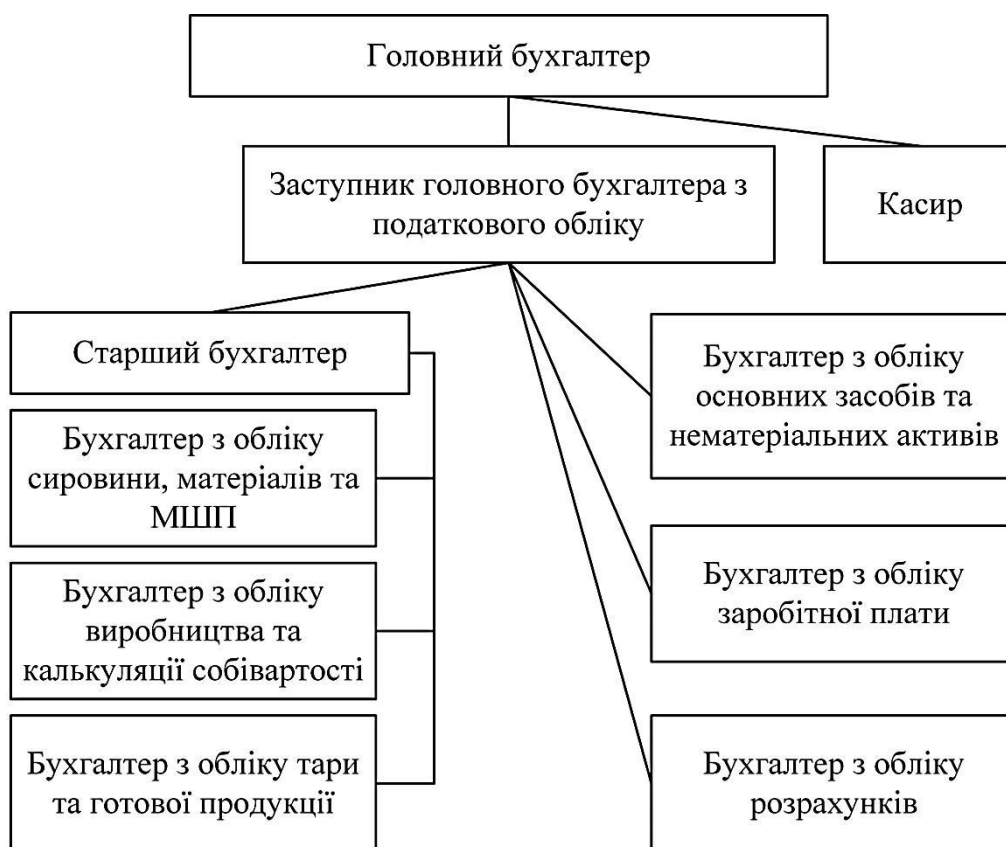 Головний бухгалтер
Заступник головного бухгалтера з
податкового обліку
Касир
Старший бухгалтер
Бухгалтер з обліку
сировини, матеріалів та
МШП
Бухгалтер з обліку
виробництва та
калькуляції собівартості
Бухгалтер з обліку тари
та готової продукції
Бухгалтер з обліку
основних засобів та
нематеріальних активів
Бухгалтер з обліку
заробітної плати
Бухгалтер з обліку
розрахунків